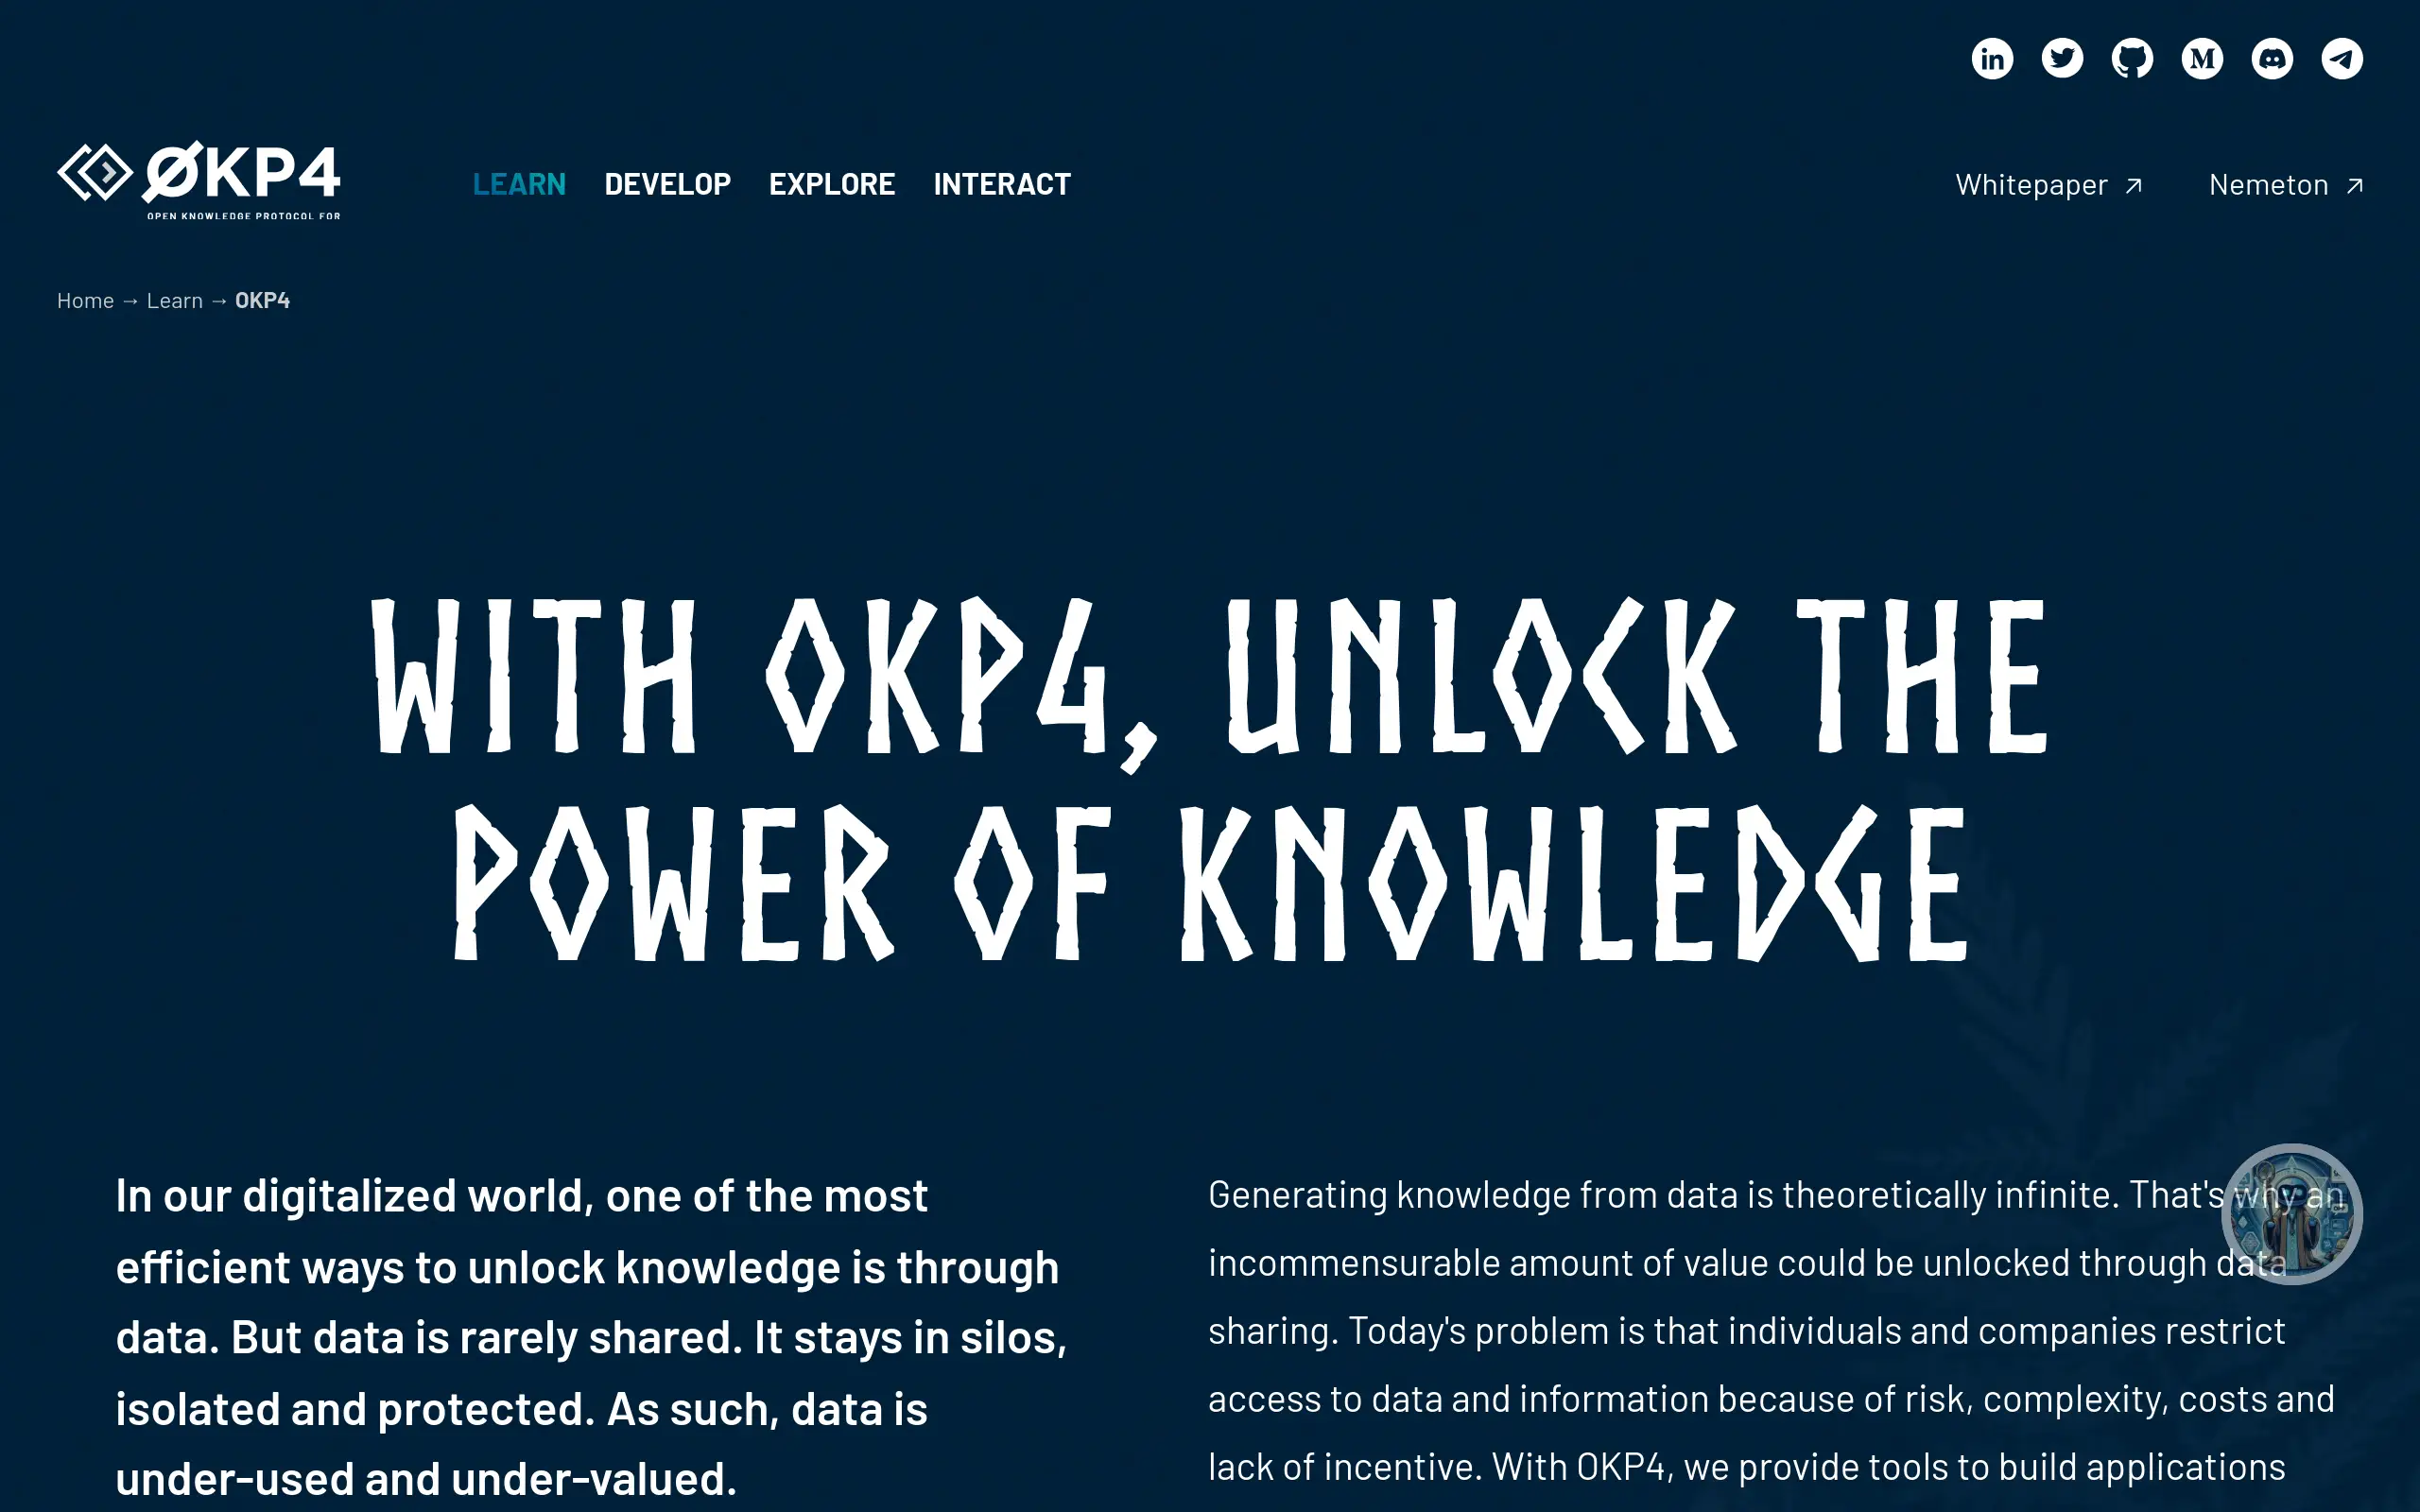 ØKP4
OPEN KNOWLEDGE PROTOCOL FOR
LEARN DEVELOP EXPLORE INTERACT
Whitepaper ↗ Nemeton ↗
Home → Learn → OKP4
WITH OKP4, UNLOCK THE
POWER OF KNOWLEDGE
In our digitalized world, one of the most
efficient ways to unlock knowledge is through
data. But data is rarely shared. It stays in silos,
isolated and protected. As such, data is
under-used and under-valued.
Generating knowledge from data is theoretically infinite. That's why an
incommensurable amount of value could be unlocked through data
sharing. Today's problem is that individuals and companies restrict
access to data and information because of risk, complexity, costs and
lack of incentive. With OKP4, we provide tools to build applications